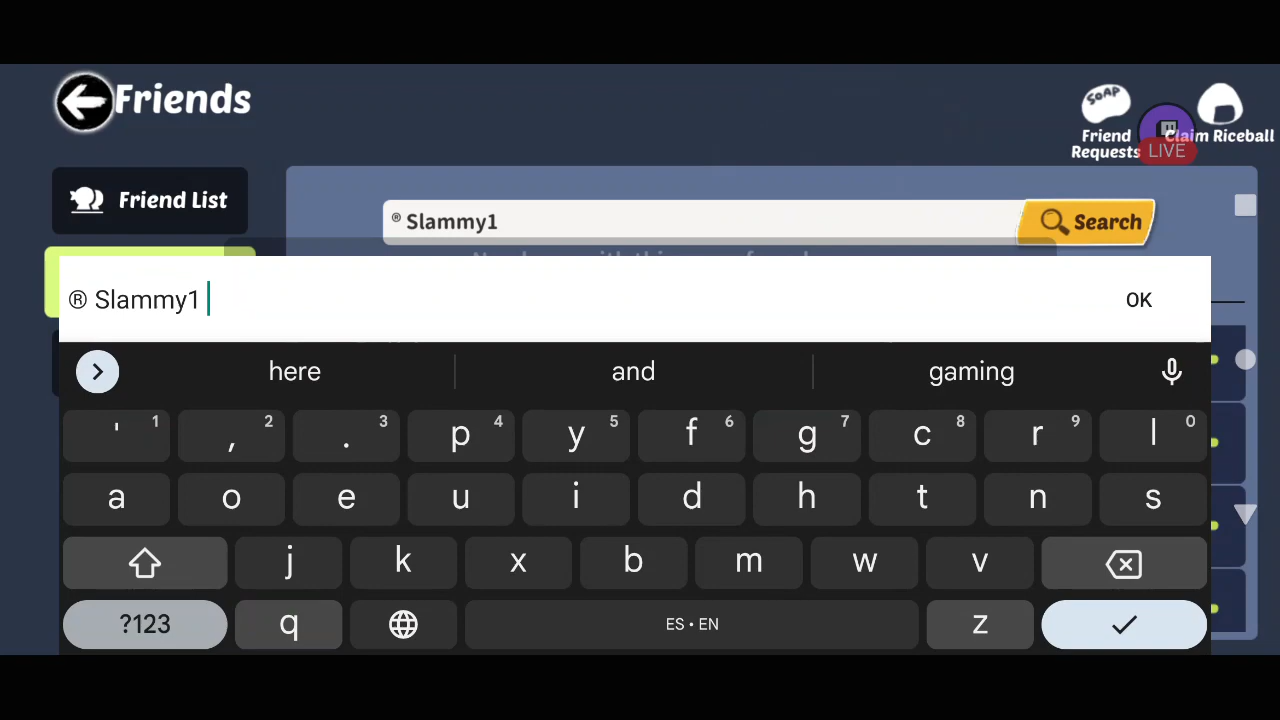 Friends
SOAP
Friend
Requests
Claim Riceball
LIVE
Friend List
® Slammy1
Search
® Slammy1
OK
here
and
gaming
' 1 , 2 . 3 p 4 y 5 f 6 g 7 c 8 r 9 l 0
a o e u i d h t n s
j k x b m w v
?123 q ES • EN z